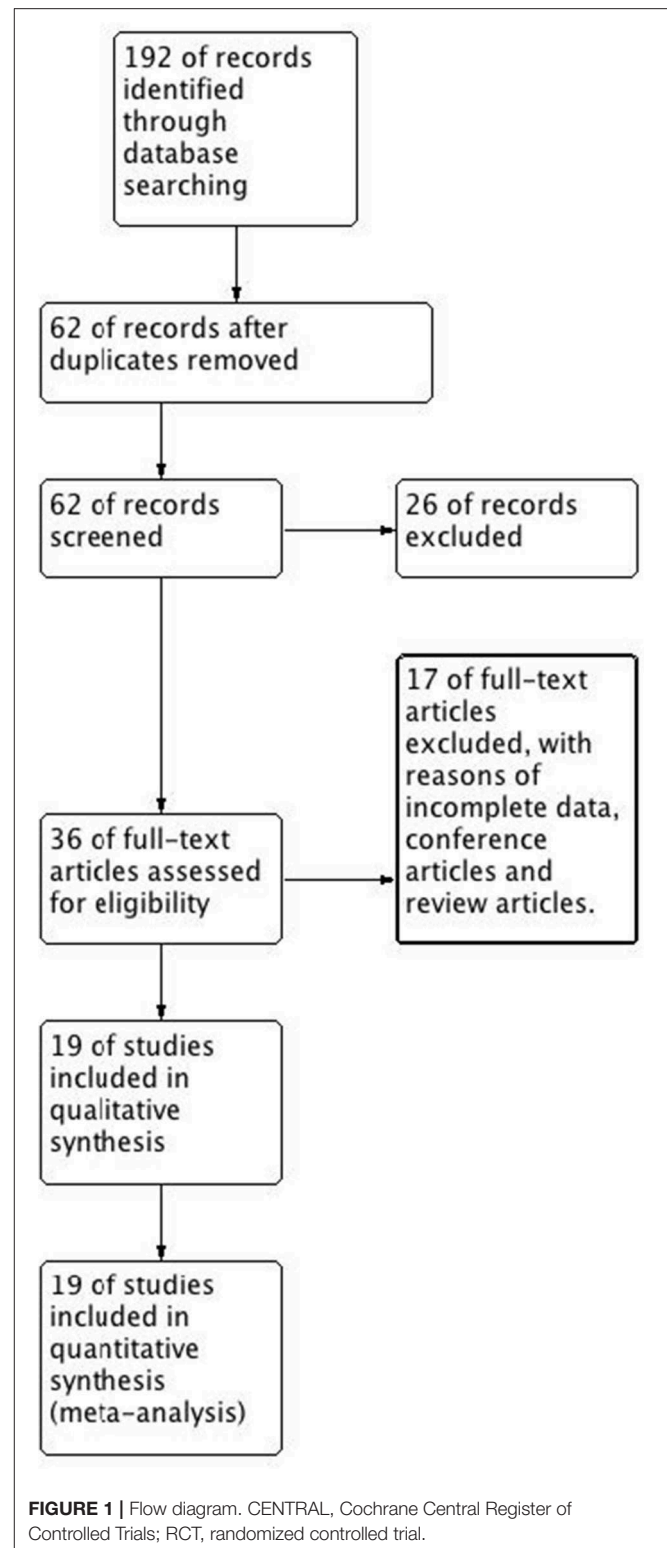 192 of records
identified
through
database
searching
62 of records after
duplicates removed
62 of records
screened
26 of records
excluded
17 of full-text
articles
excluded, with
reasons of
incomplete data,
conference
articles and
review articles.
36 of full-text
articles assessed
for eligibility
19 of studies
included in
qualitative
synthesis
19 of studies
included in
quantitative
synthesis
(meta-analysis)
FIGURE 1 | Flow diagram. CENTRAL, Cochrane Central Register of
Controlled Trials; RCT, randomized controlled trial.